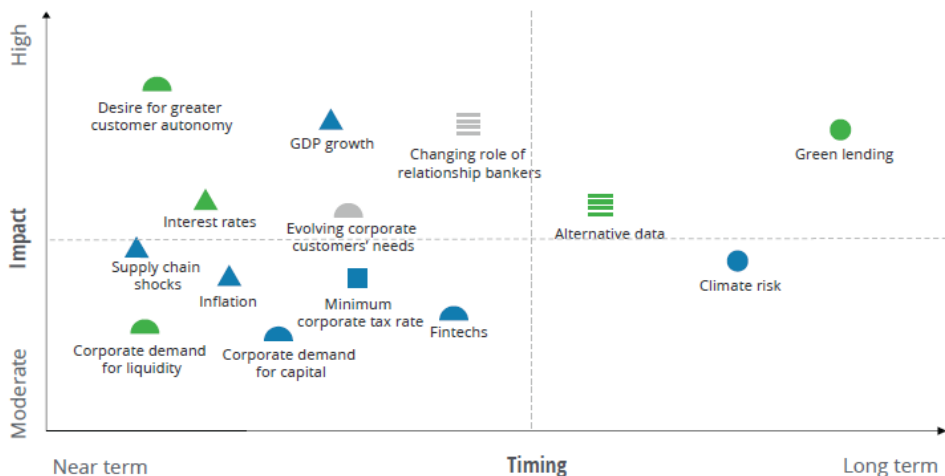 High
Desire for greater
customer autonomy
GDP growth
Changing role of
relationship bankers
Green lending
Interest rates
Evolving corporate
customers' needs
Alternative data
Impact
Supply chain
shocks
Inflation
Minimum
corporate tax rate
Fintechs
Climate risk
Corporate demand
for liquidity
Corporate demand
for capital
Moderate
Near term
Timing
Long term